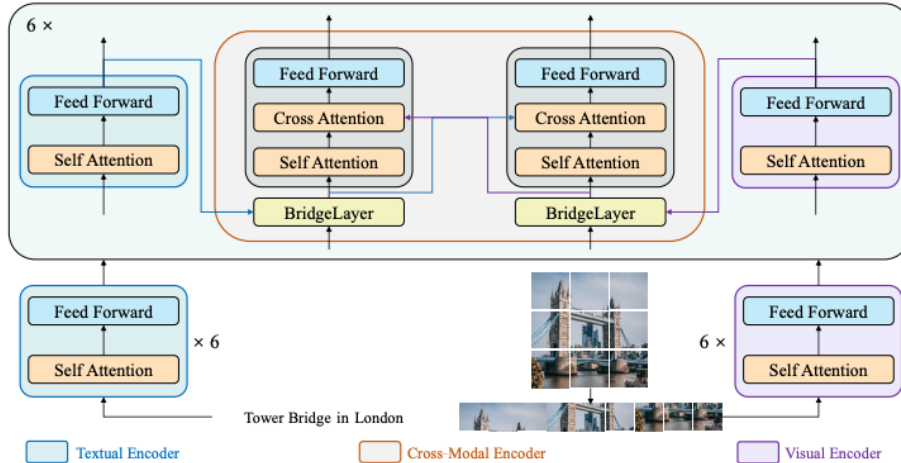 6 ×
Feed Forward
Self Attention
Feed Forward
Cross Attention
Self Attention
BridgeLayer
Feed Forward
Cross Attention
Self Attention
BridgeLayer
Feed Forward
Self Attention
Feed Forward
Self Attention
× 6
6 ×
Feed Forward
Self Attention
Tower Bridge in London
Textual Encoder
Cross-Modal Encoder
Visual Encoder